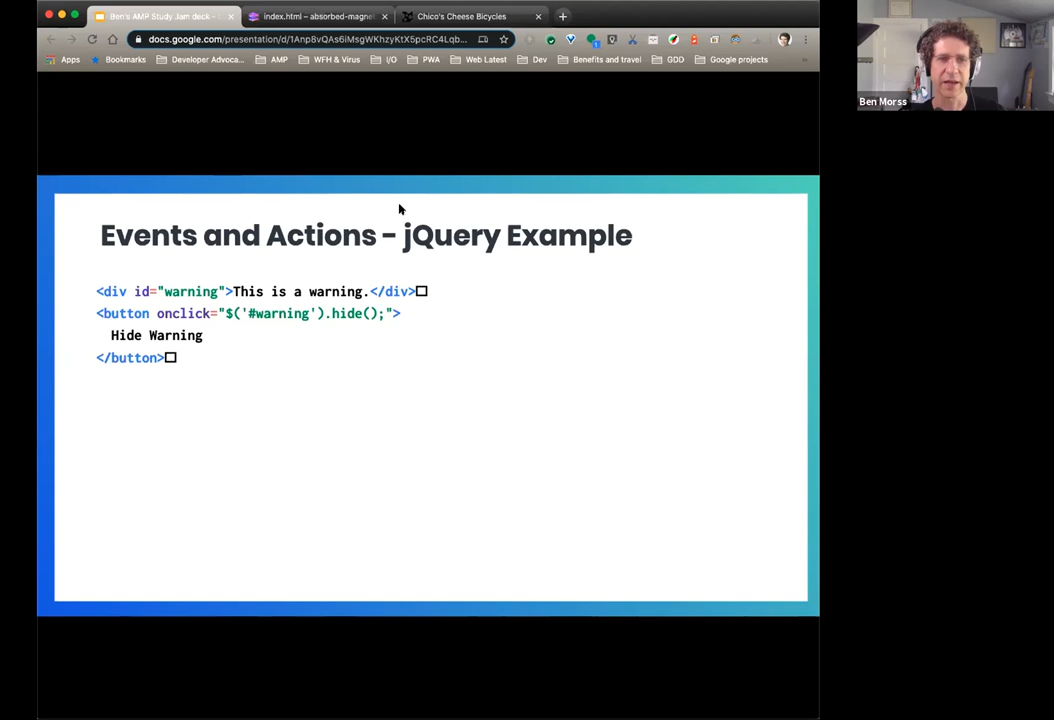 Ben's AMP Study Jam deck -
index.html – absorbed-magne
Chico's Cheese Bicycles
docs.google.com/presentation/d/1Anp8vQAs6iMsgWKhzyKtX5pcRC4Lqb...
Apps
Bookmarks
Developer Advoca...
AMP
WFH & Virus
I/O
PWA
Web Latest
Dev
Benefits and travel
GDD
Google projects
Ben Morss
Events and Actions - jQuery Example
<div id="warning">This is a warning.</div>
<button onclick="$('#warning').hide();">
Hide Warning
</button>